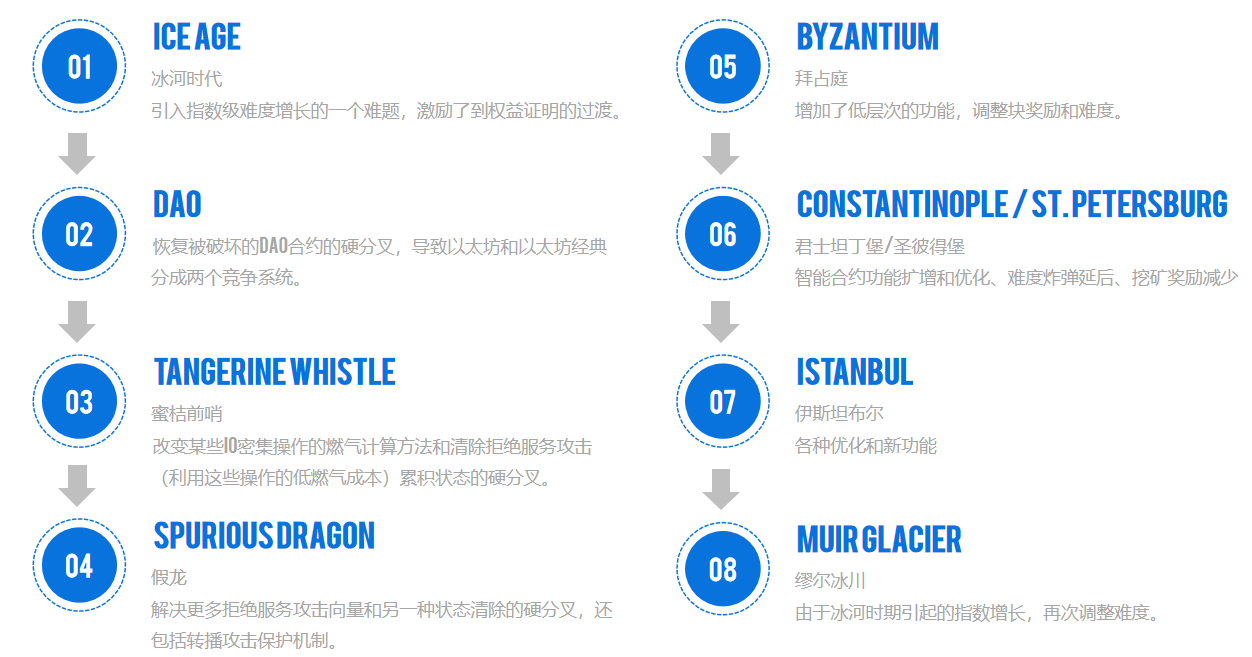 01
ICE AGE
冰河时代
引入指数级难度增长的一个难题，激励了到权益证明的过渡。
02
DAO
恢复被破坏的DAO合约的硬分叉，导致以太坊和以太坊经典
分成两个竞争系统。
03
TANGERINE WHISTLE
蜜桔前哨
改变某些IO密集操作的燃气计算方法和清除拒绝服务攻击
（利用这些操作的低燃气成本）累积状态的硬分叉。
04
SPURIOUS DRAGON
假龙
解决更多拒绝服务攻击向量和另一种状态清除的硬分叉，还
包括转播攻击保护机制。
05
BYZANTIUM
拜占庭
增加了低层次的功能，调整块奖励和难度。
06
CONSTANTINOPLE / ST. PETERSBURG
君士坦丁堡/圣彼得堡
智能合约功能扩增和优化、难度炸弹延后、挖矿奖励减少
07
ISTANBUL
伊斯坦布尔
各种优化和新功能
08
MUIR GLACIER
缪尔冰川
由于冰河时期引起的指数增长，再次调整难度。